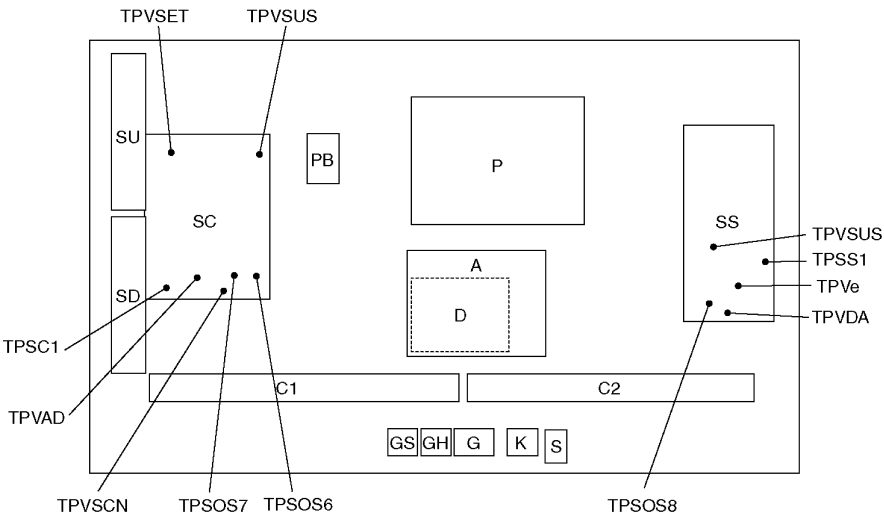 TPVSET TPVSUS
SU
PB
P
SC
SS
TPVSUS
TPSS1
A
TPVe
SD
D
TPVDA
TPSC1
C1 C2
TPVAD
GS GH G K S
TPVSCN TPSOS7 TPSOS6 TPSOS8